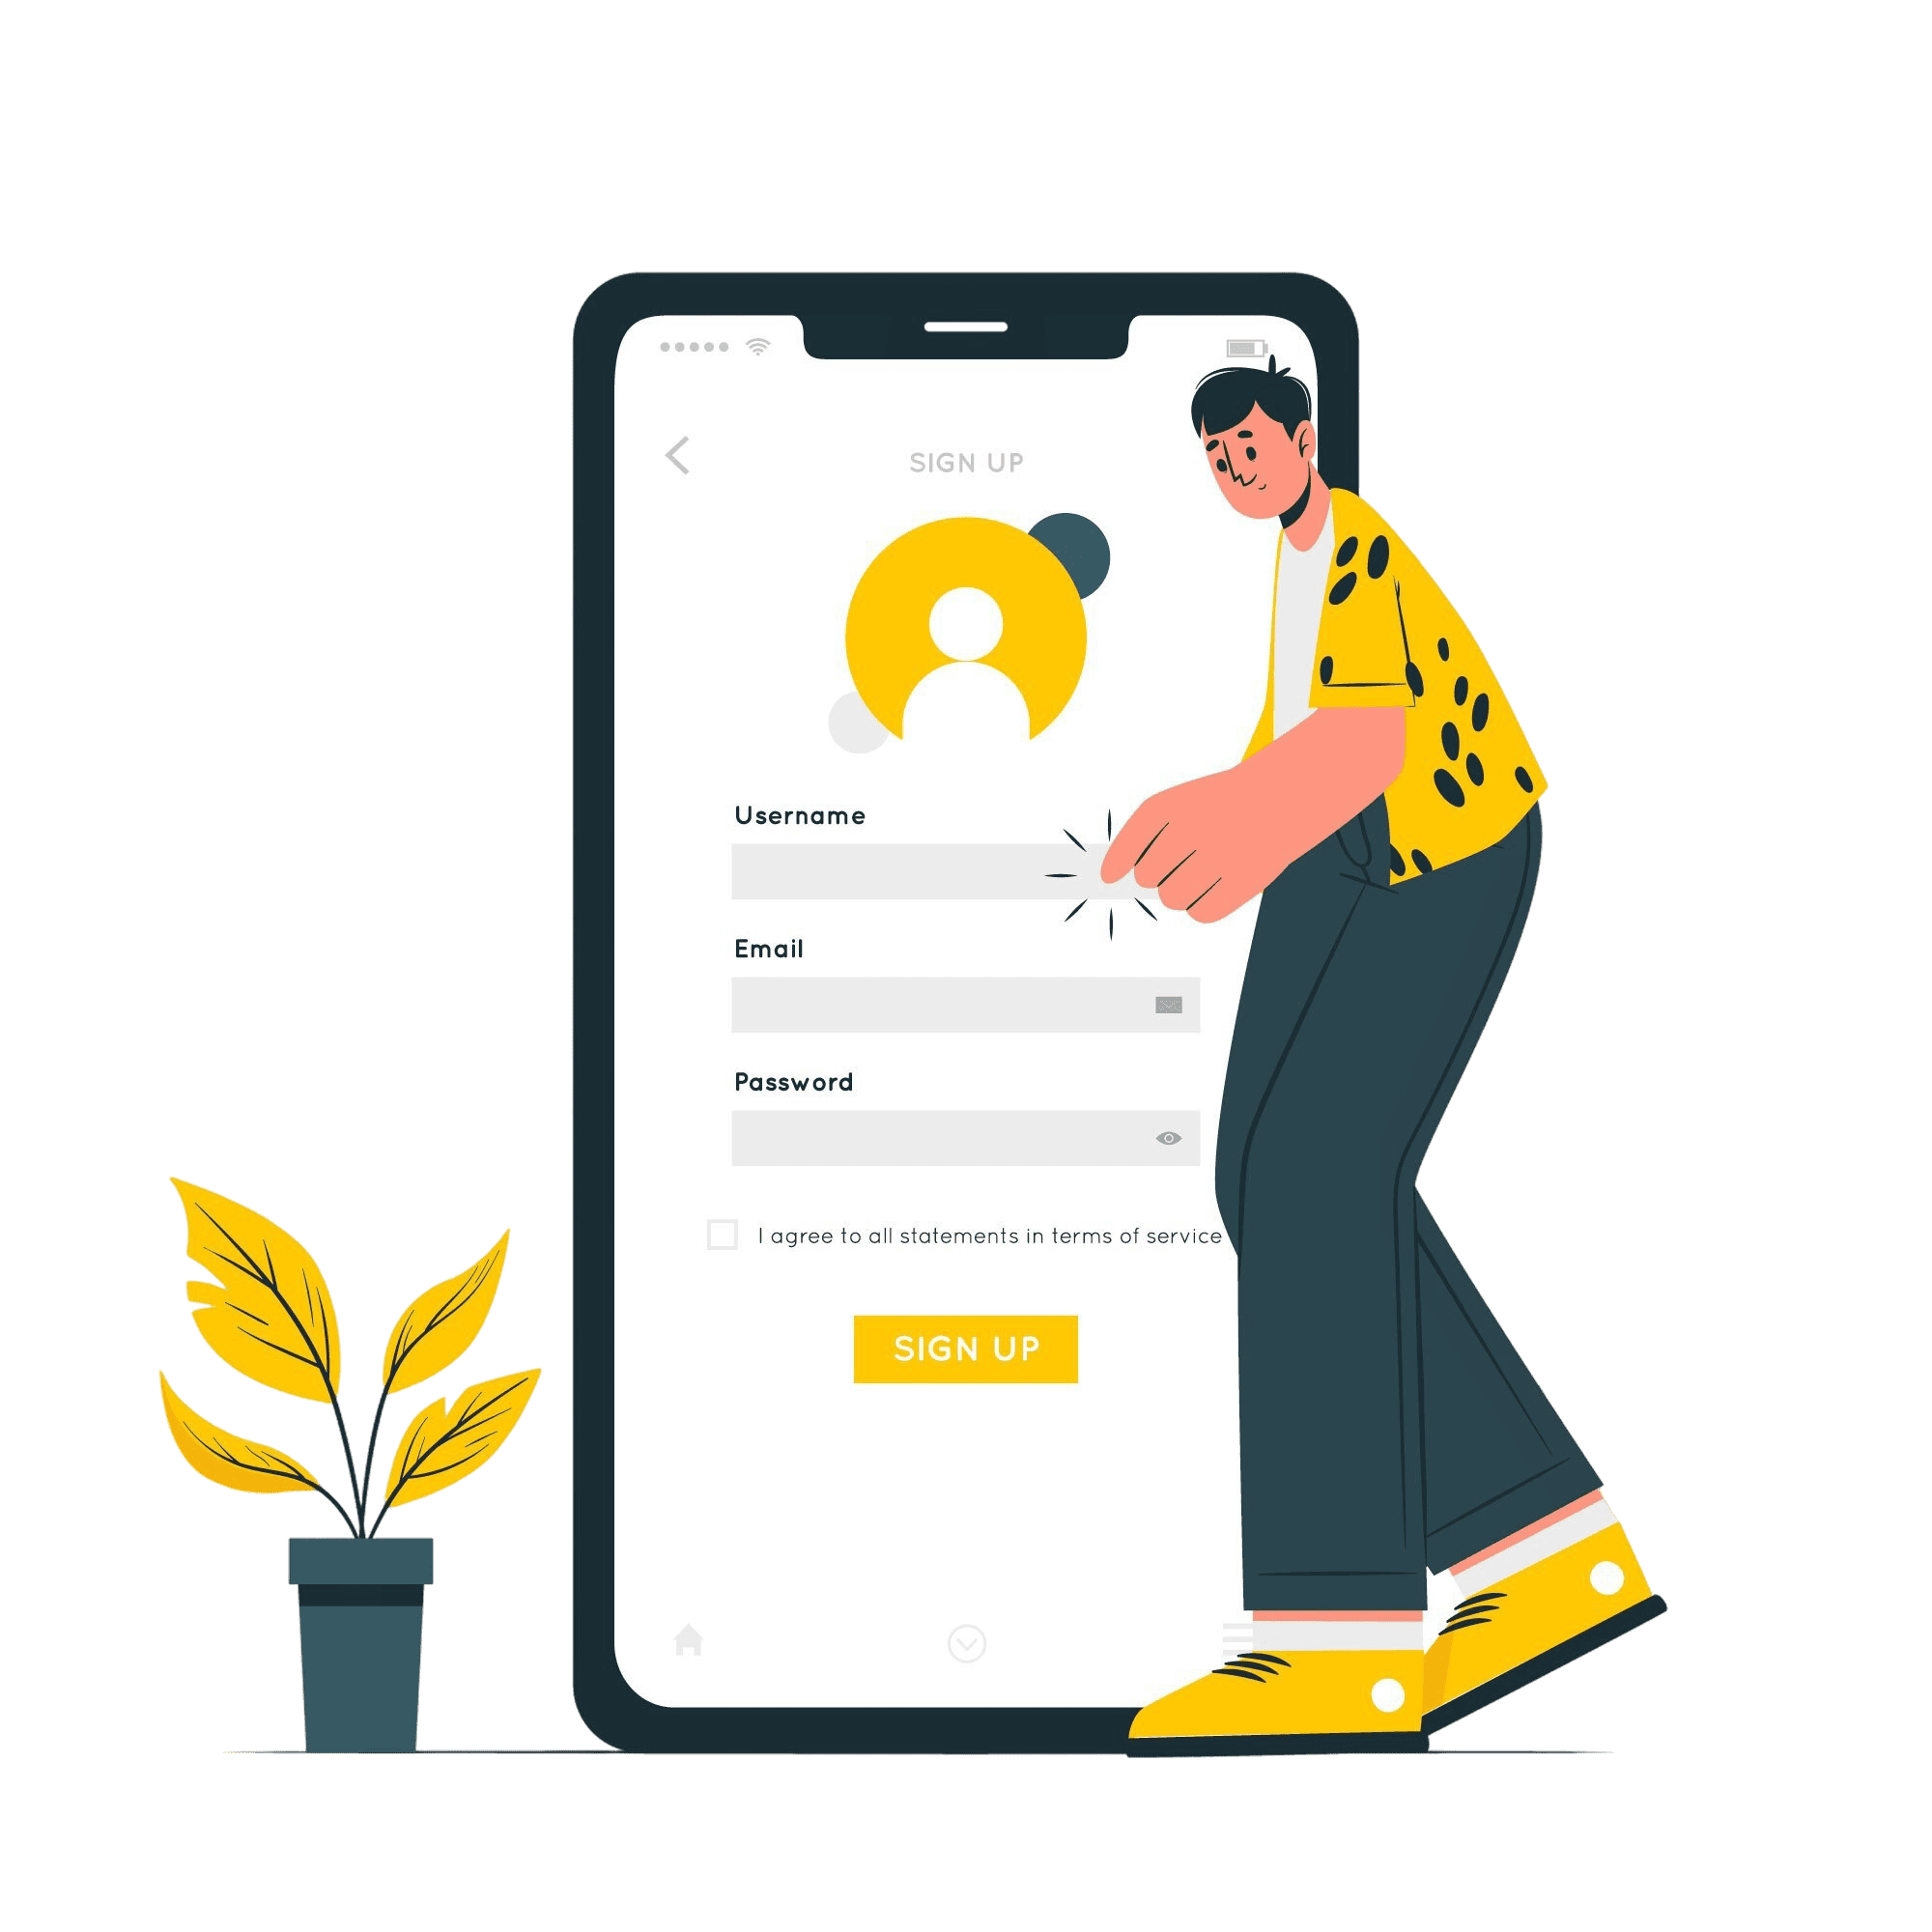 SIGN UP
Username
Email
Password
I agree to all statements in terms of service
SIGN UP